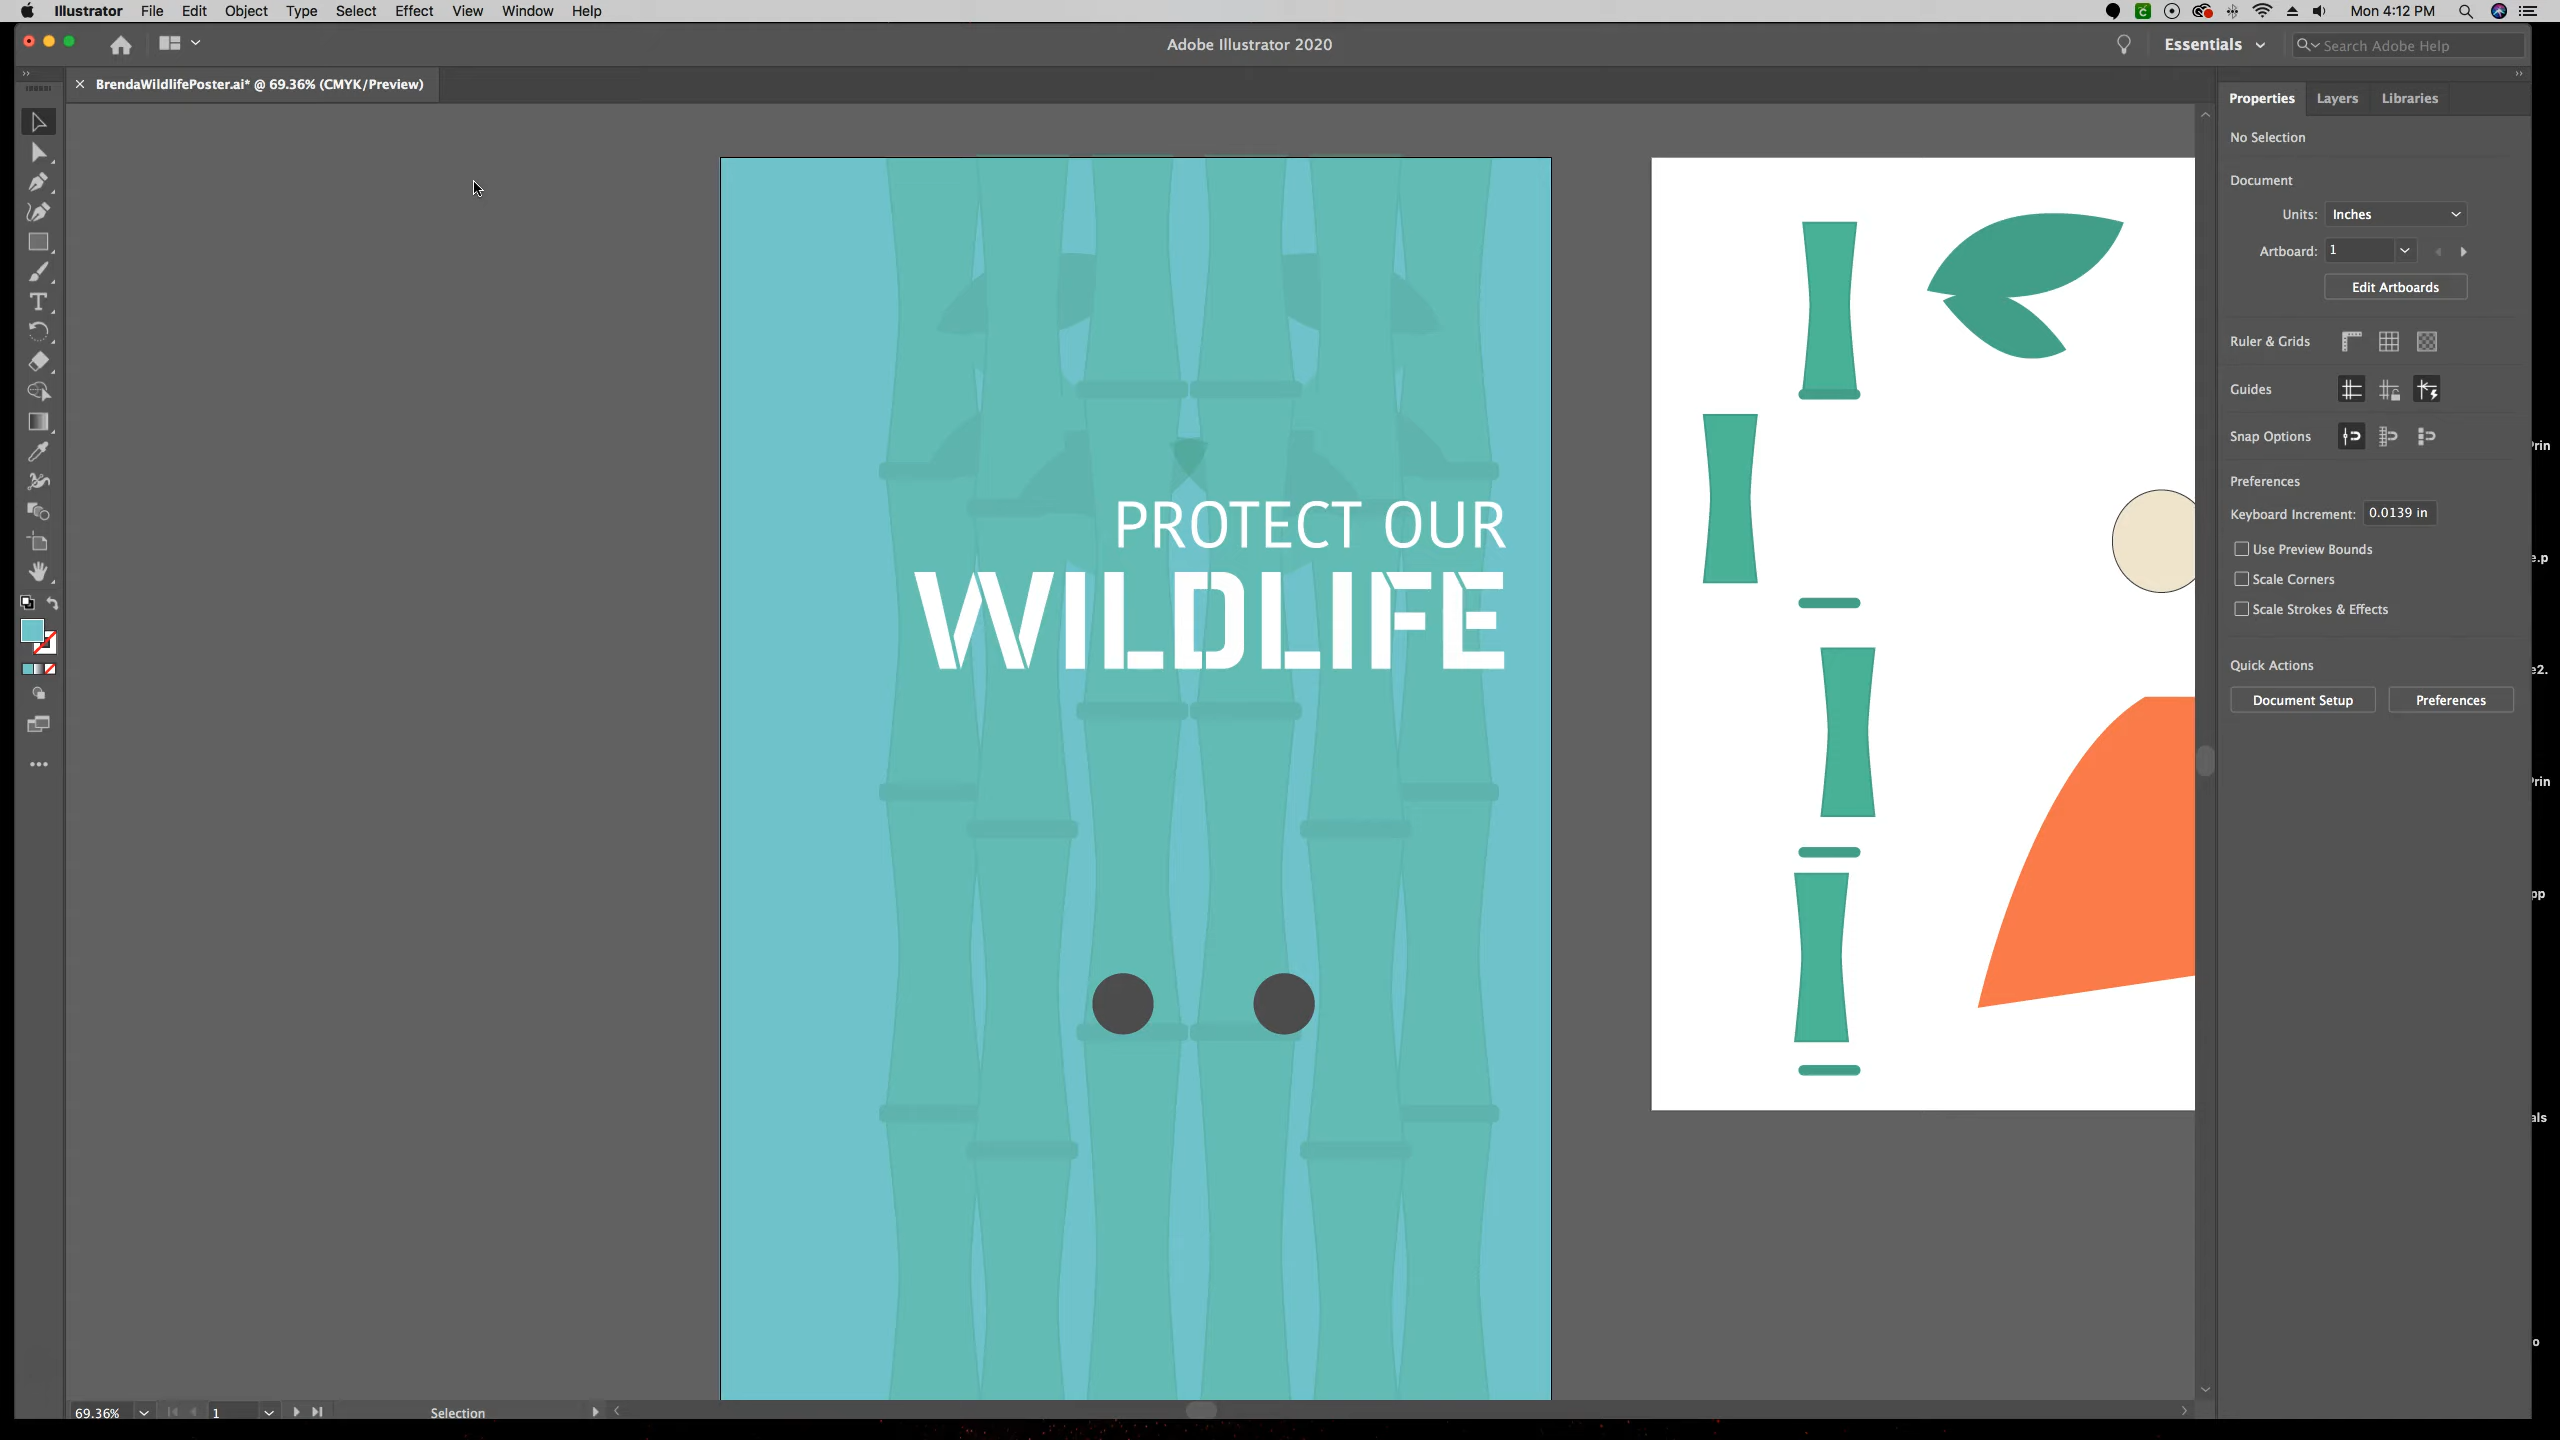 Illustrator File Edit Object Type Select Effect View Window Help
Mon 4:12 PM
Adobe Illustrator 2020
Essentials
Search Adobe Help
BrendaWildlifePoster.ai* @ 69.36% (CMYK/Preview)
Properties Layers Libraries
No Selection
Document
Units: Inches
Artboard: 1
Edit Artboards
Ruler & Grids
Guides
Snap Options
Preferences
Keyboard Increment: 0.0139 in
Use Preview Bounds
Scale Corners
Scale Strokes & Effects
Quick Actions
Document Setup Preferences
PROTECT OUR
WILDLIFE
69.36% 1 Selection